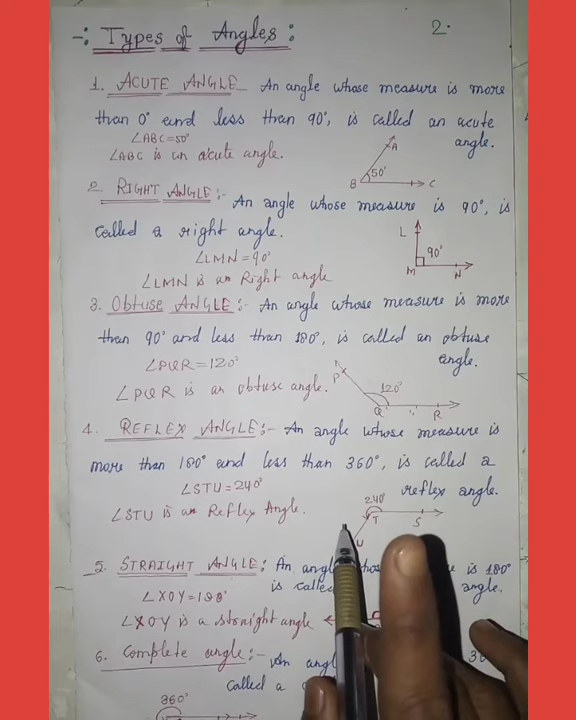 -: Types of Angles :
2.
1. ACUTE ANGLE_ An angle whose measure is more
than 0° and less than 90°, is called an acute
angle.
∠ABC=50°
∠ABC is an acute angle.
A
50°
B
C
2. RIGHT ANGLE:- An angle whose measure is 90°, is
called a right angle.
∠LMN=90°
∠LMN is an Right angle
L
90°
M
N
3. Obtuse ANGLE:- An angle whose measure is more
than 90° and less than 180°, is called an obtuse
angle.
∠PQR=120°
∠PQR is an obtuse angle.
P
120°
Q
R
4. REFLEX ANGLE:- An angle whose measure is
more than 180° and less than 360°, is called a
reflex angle.
∠STU=240°
∠STU is an Reflex Angle.
240°
T
S
U
5. STRAIGHT ANGLE: An angle is 180°
is called angle.
∠XOY=180°
∠XOY is a straight angle
6. Complete angle:- An angl
called a
360°